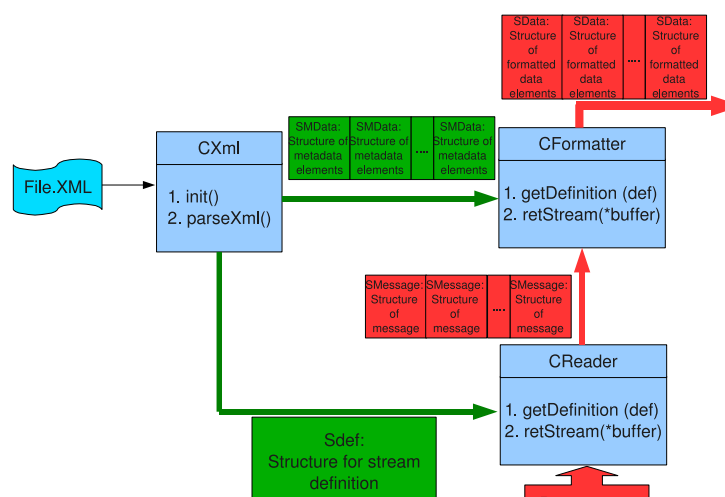 SData:
Structure
of
formatted
data
elements
SData:
Structure
of
formatted
data
elements
....
SData:
Structure
of
formatted
data
elements
SMData:
Structure of
metadata
elements
SMData:
Structure of
metadata
elements
....
SMData:
Structure of
metadata
elements
CXml
1. init()
2. parseXml()
CFormatter
1. getDefinition (def)
2. retStream(*buffer)
File.XML
SMessage:
Structure
of
message
SMessage:
Structure
of
message
....
SMessage:
Structure
of
message
CReader
1. getDefinition (def)
2. retStream(*buffer)
Sdef:
Structure for stream
definition